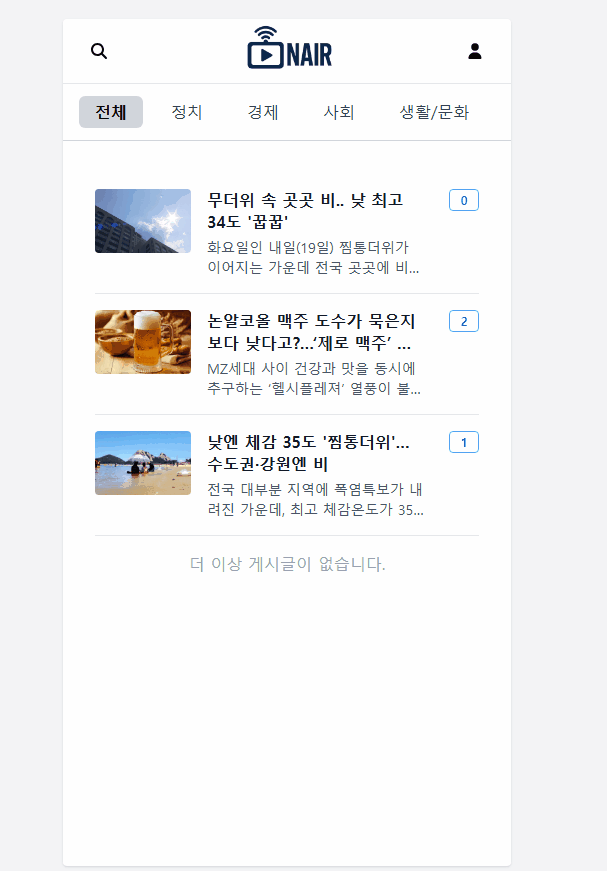 NAIR
전체 정치 경제 사회 생활/문화
무더위 속 곳곳 비.. 낮 최고 0
34도 '꿉꿉'
화요일인 내일(19일) 찜통더위가
이어지는 가운데 전국 곳곳에 비...
논알코올 맥주 도수가 묵은지 2
보다 낮다고?…‘제로 맥주’ ...
MZ세대 사이 건강과 맛을 동시에
추구하는 ‘헬시플레져’ 열풍이 불...
낮엔 체감 35도 '찜통더위'… 1
수도권·강원엔 비
전국 대부분 지역에 폭염특보가 내
려진 가운데, 최고 체감온도가 35...
더 이상 게시글이 없습니다.